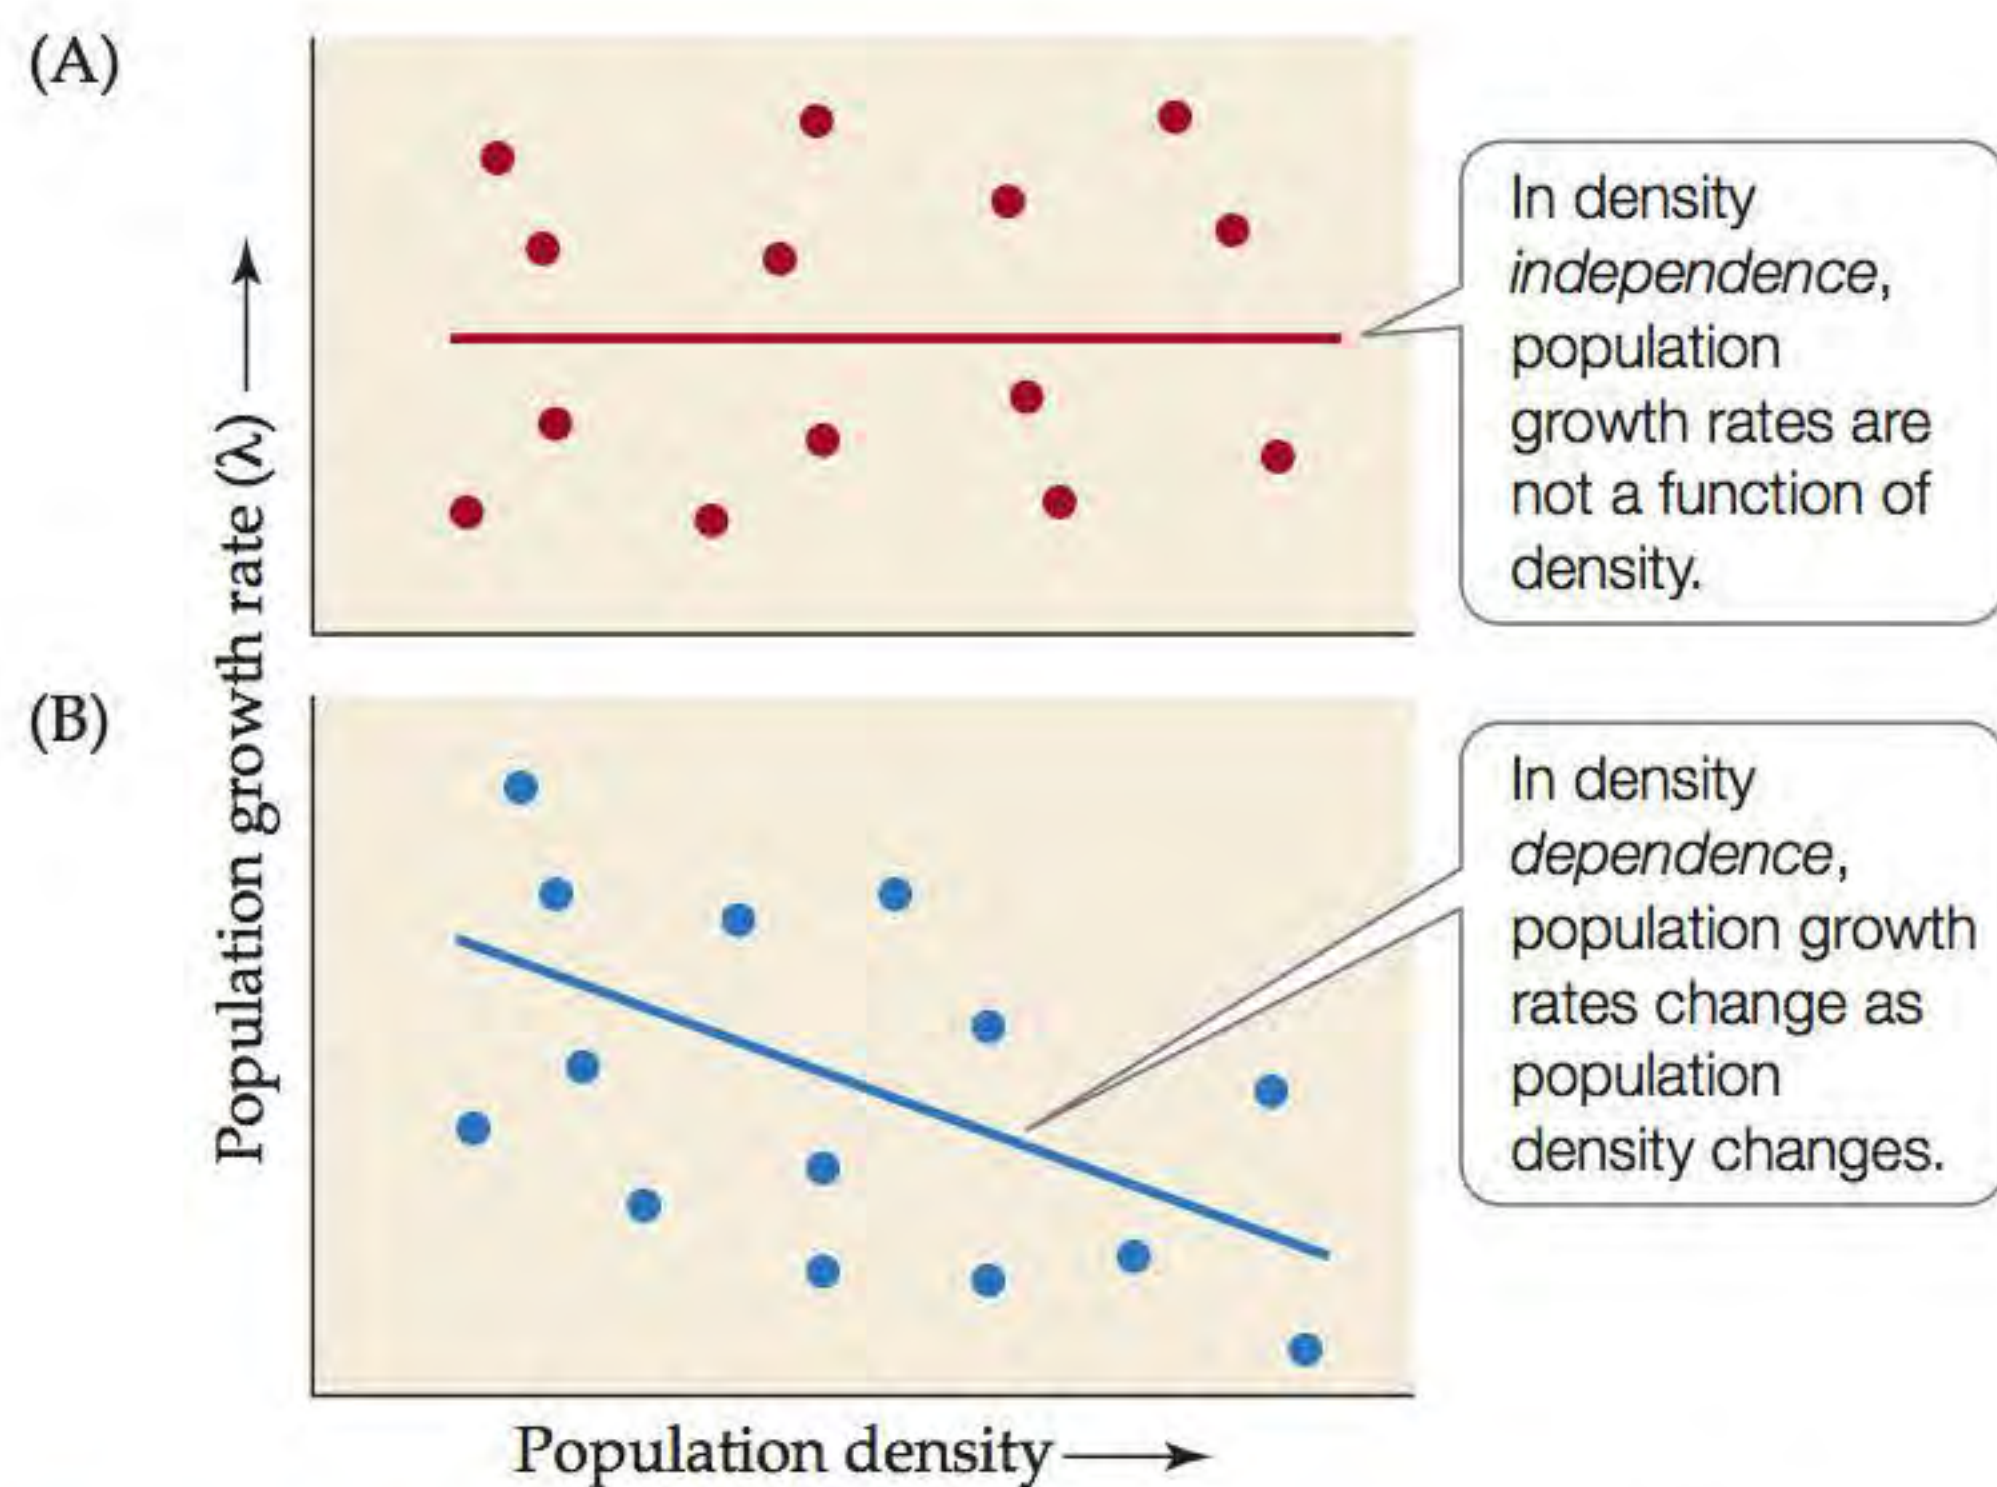 (A)
In density
independence,
population
growth rates are
not a function of
density.
Population growth rate (λ)
(B)
In density
dependence,
population growth
rates change as
population
density changes.
Population density